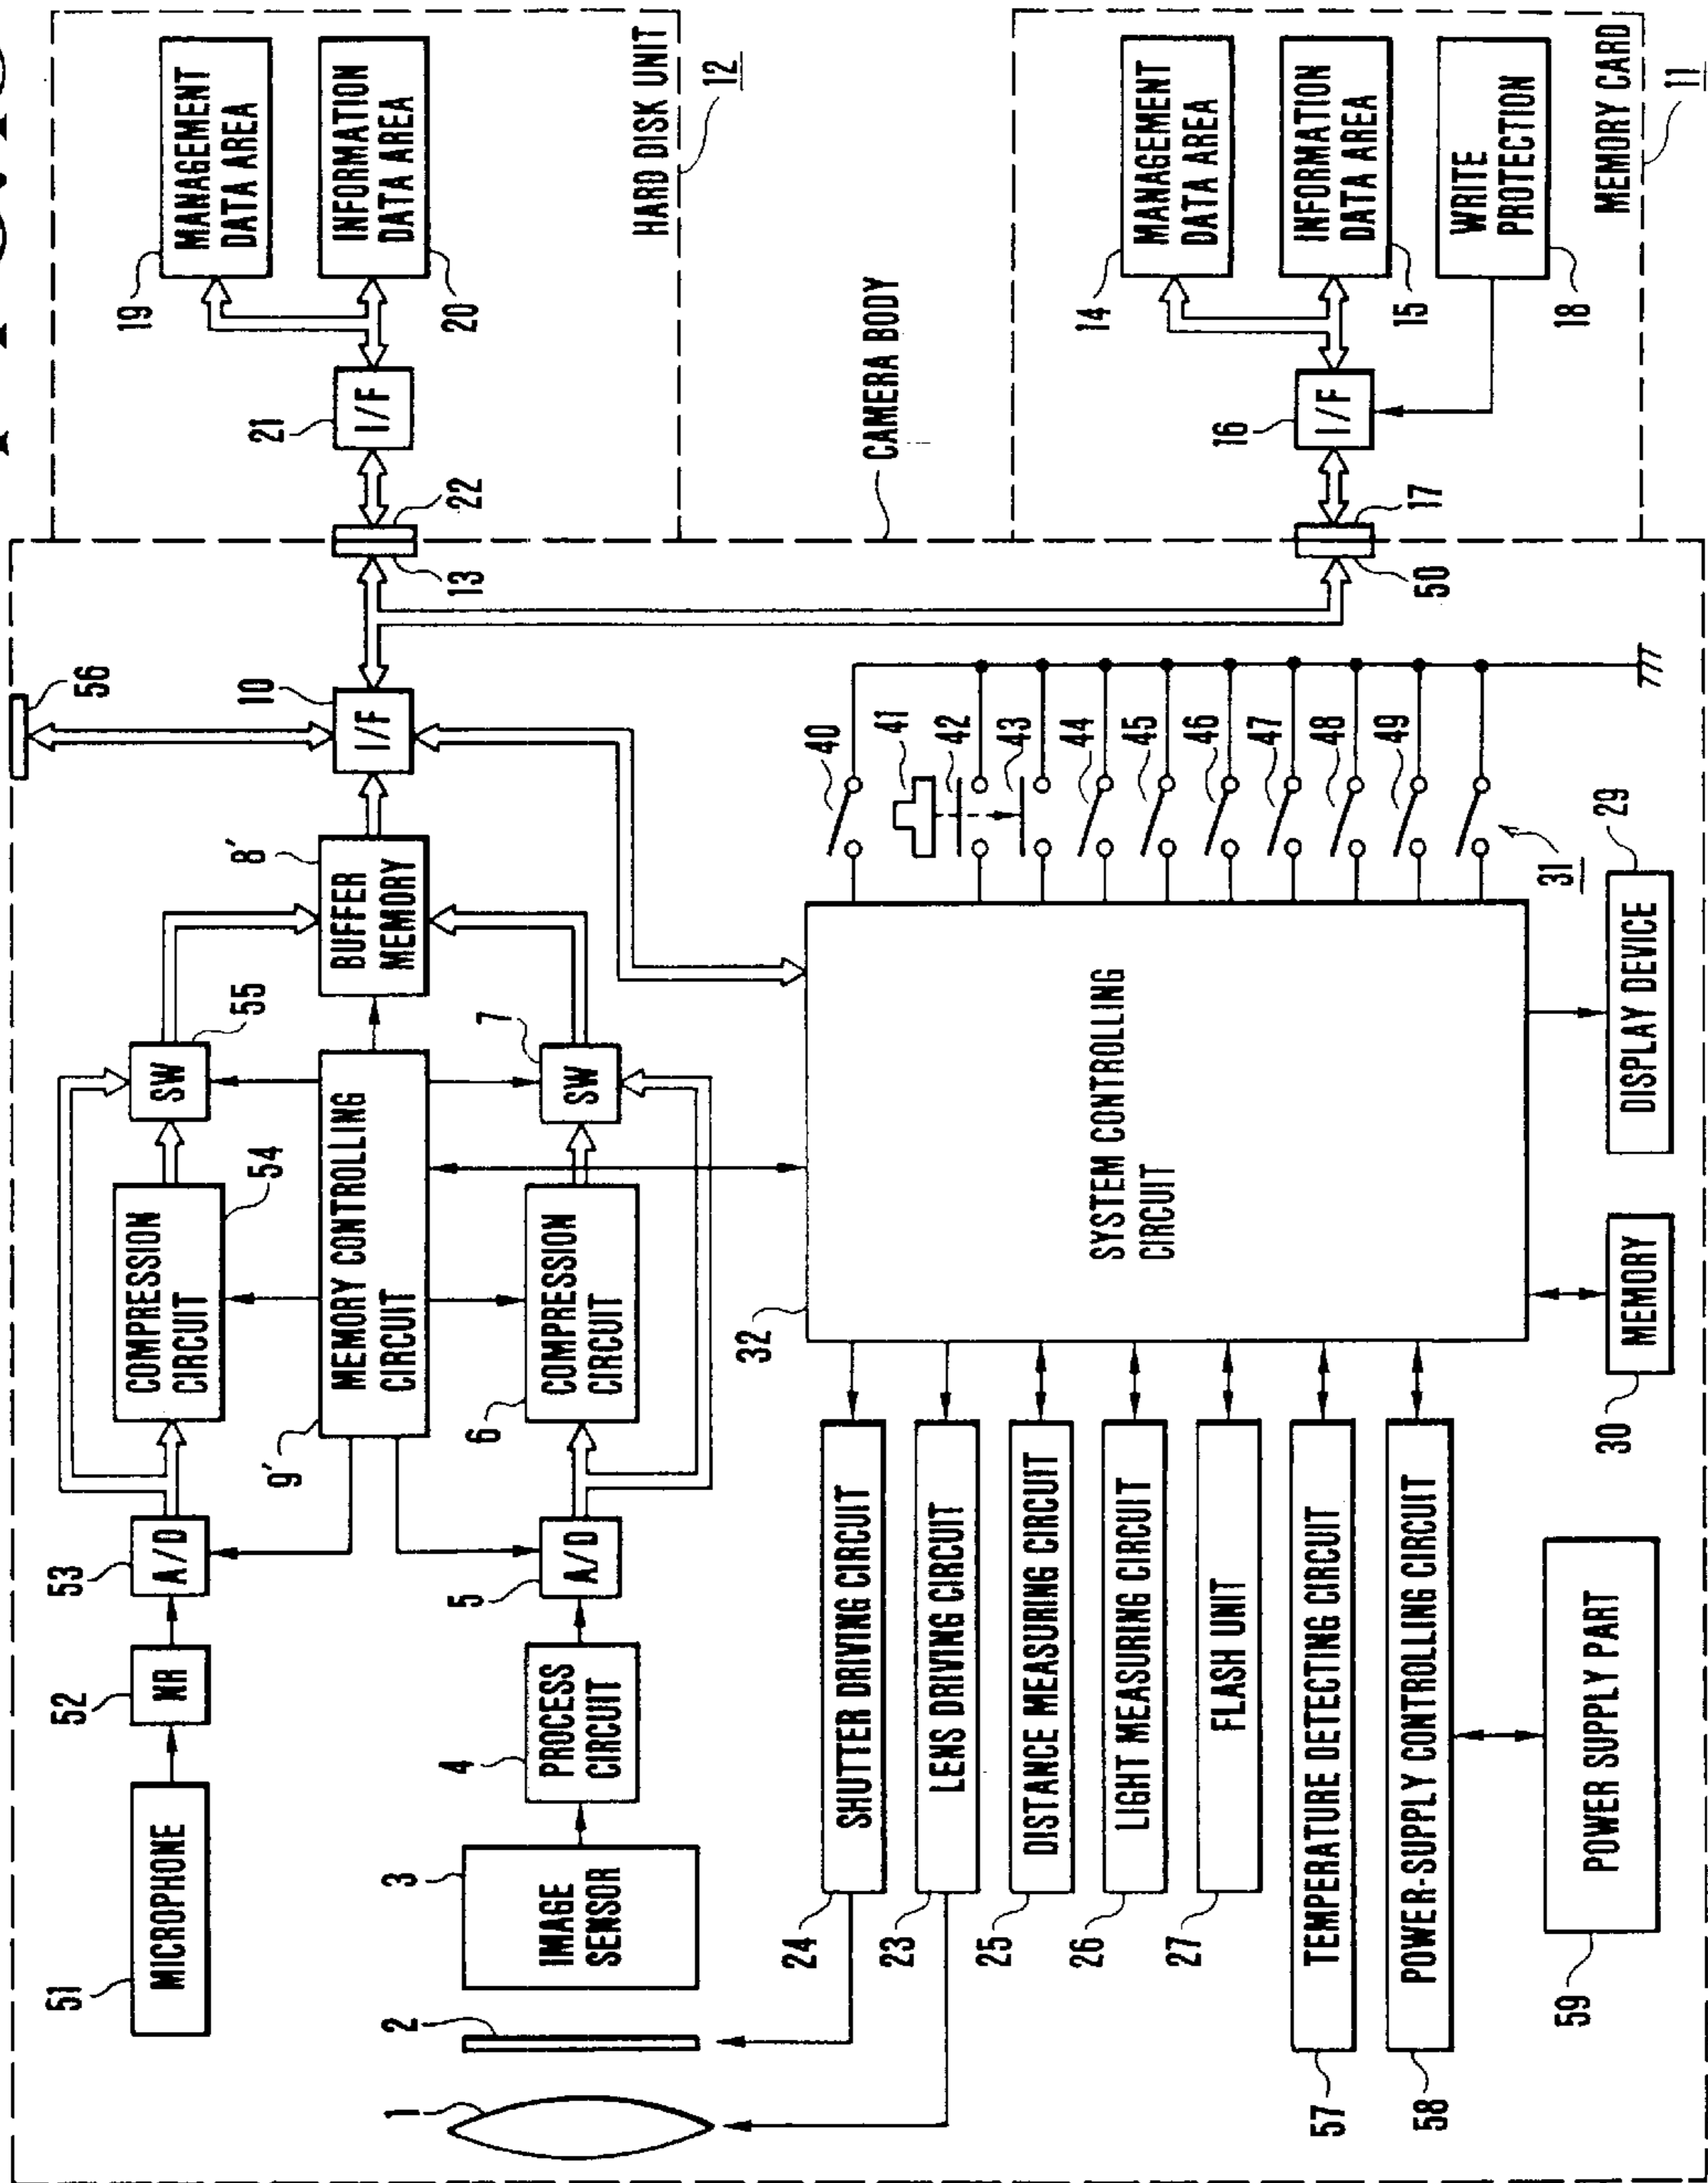 51
MICROPHONE
52
NR
53
A/D
COMPRESSION
CIRCUIT
54
SW
55
9'
MEMORY CONTROLLING
CIRCUIT
BUFFER
MEMORY
8'
I/F
10
56
1
2
3
IMAGE
SENSOR
4
PROCESS
CIRCUIT
5
A/D
6
COMPRESSION
CIRCUIT
7
SW
13
22
21
I/F
19
MANAGEMENT
DATA AREA
INFORMATION
DATA AREA
20
HARD DISK UNIT
12
CAMERA BODY
24
SHUTTER DRIVING CIRCUIT
23
LENS DRIVING CIRCUIT
25
DISTANCE MEASURING CIRCUIT
26
LIGHT MEASURING CIRCUIT
27
FLASH UNIT
57
TEMPERATURE DETECTING CIRCUIT
58
POWER-SUPPLY CONTROLLING CIRCUIT
59
POWER SUPPLY PART
32
SYSTEM CONTROLLING
CIRCUIT
30
MEMORY
29
DISPLAY DEVICE
40
41
42
43
44
45
46
47
48
49
31
50
17
16
I/F
14
MANAGEMENT
DATA AREA
INFORMATION
DATA AREA
15
WRITE
PROTECTION
18
MEMORY CARD
11